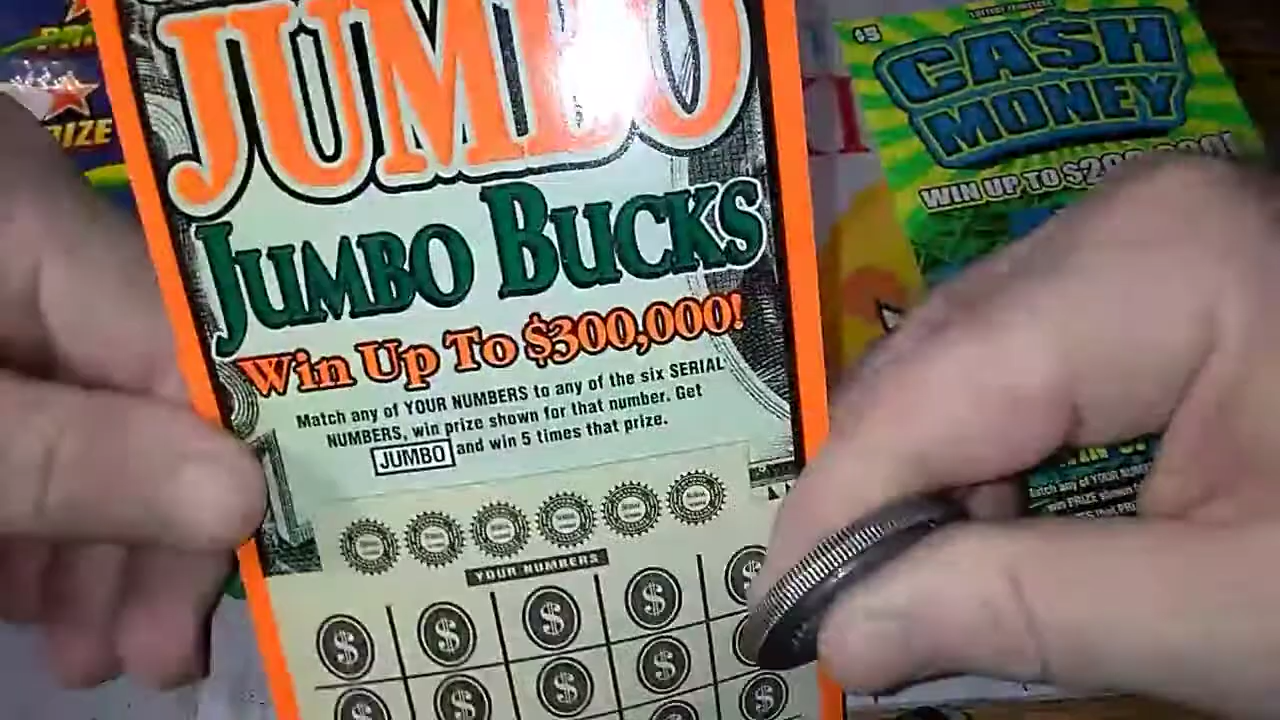 JUMBO
JUMBO BUCKS
Win Up To $300,000!
Match any of YOUR NUMBERS to any of the six SERIAL
NUMBERS, win prize shown for that number. Get
JUMBO and win 5 times that prize.
YOUR NUMBERS
$ $ $ $ $
$ $ $
$ $ $ $ $
$5
CA$H
MONEY
WIN UP TO